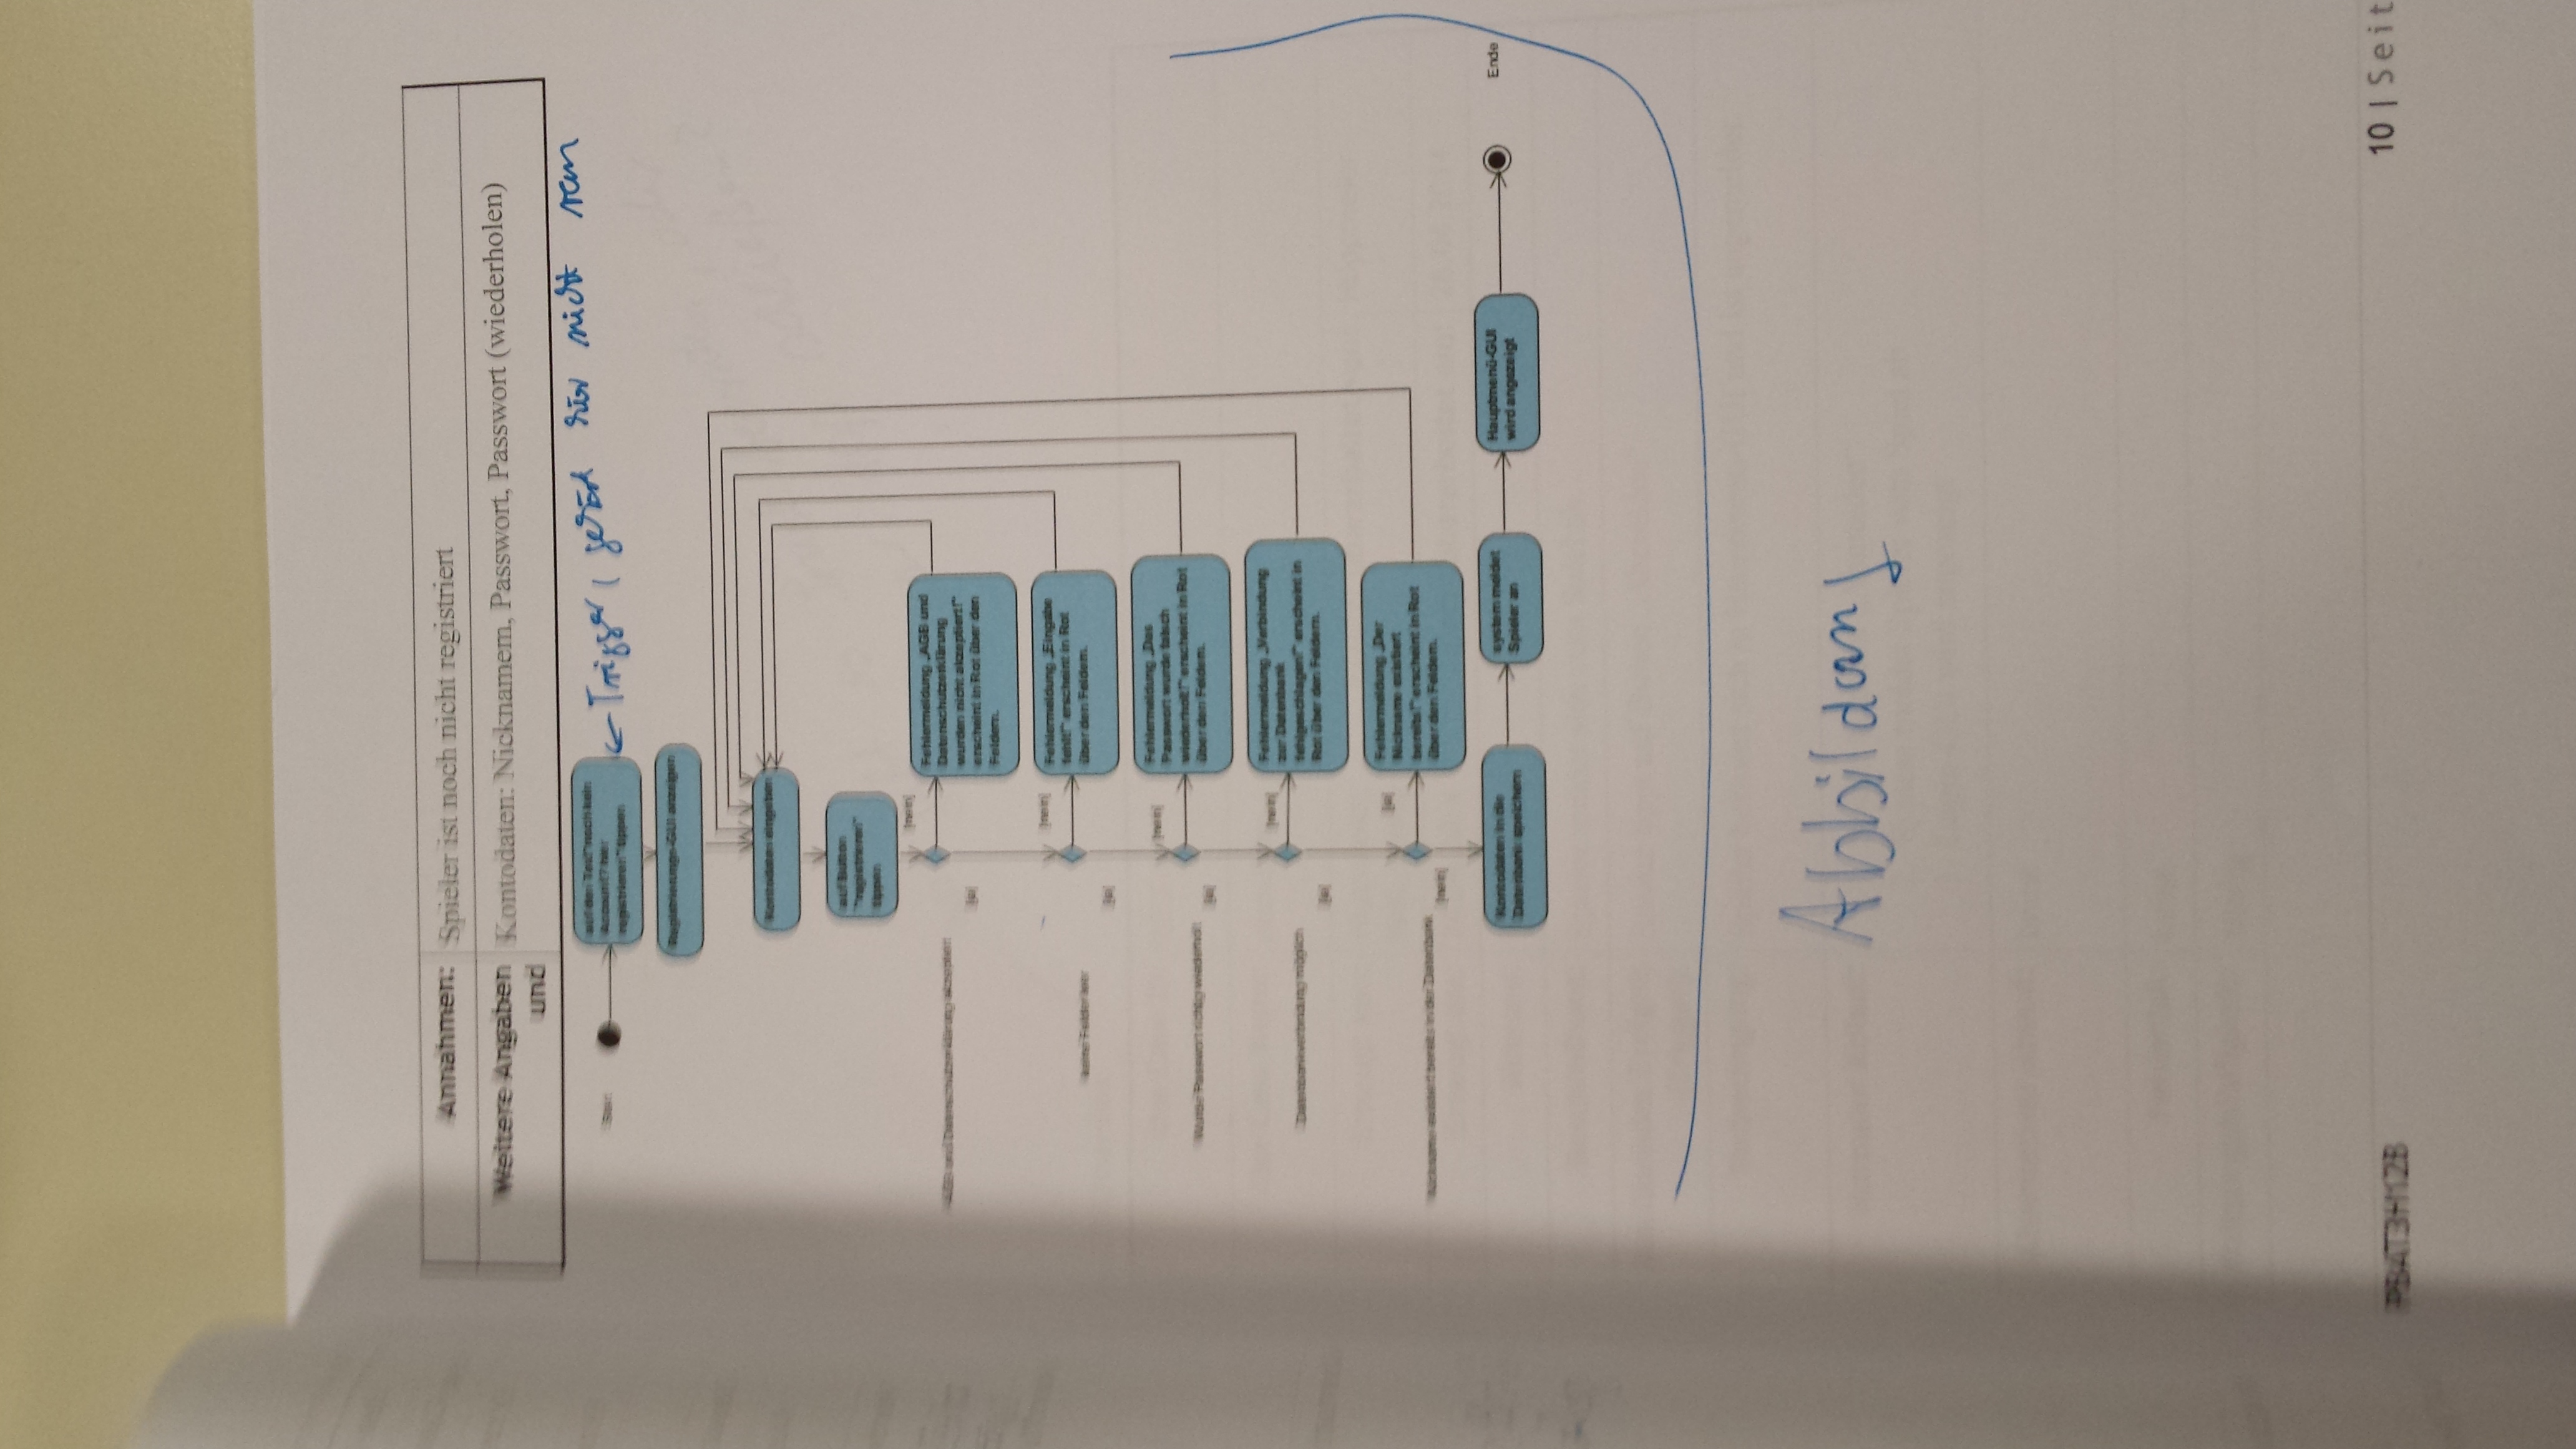 Annahmen: Spieler ist noch nicht registriert
Weitere Angaben Kontodaten: Nicknamem, Passwort, Passwort (wiederholen)
und
Start
auf den Text "noch kein
Account? hier
registrieren" tippen
← Trigger, gehört hier nicht rein
Registrierungs-GUI anzeigen
Kontodaten eingeben
auf Button
"registrieren"
tippen
[nein]
AGB und Datenschutzerklärung akzeptiert
[ja]
Fehlermeldung „AGB und
Datenschutzerklärung
wurden nicht akzeptiert!"
erscheint in Rot über den
Feldern.
[nein]
keine Felder leer
[ja]
Fehlermeldung „Eingabe
fehlt!" erscheint in Rot
über den Feldern.
[nein]
Wurde Passwort richtig wiederholt
[ja]
Fehlermeldung „Das
Passwort wurde falsch
wiederholt!" erscheint in Rot
über den Feldern.
[nein]
Datenbankverbindung möglich
[ja]
Fehlermeldung „Verbindung
zur Datenbank
fehlgeschlagen!" erscheint in
Rot über den Feldern.
[ja]
Nickname existiert bereits in der Datenbank
[nein]
Fehlermeldung „Der
Nickname existiert
bereits!" erscheint in Rot
über den Feldern.
Kontodaten in die
Datenbank speichern
system meldet
Spieler an
Hauptmenü-GUI
wird angezeigt
Ende
Abbildung
PBAT3H12B
10 | Seit